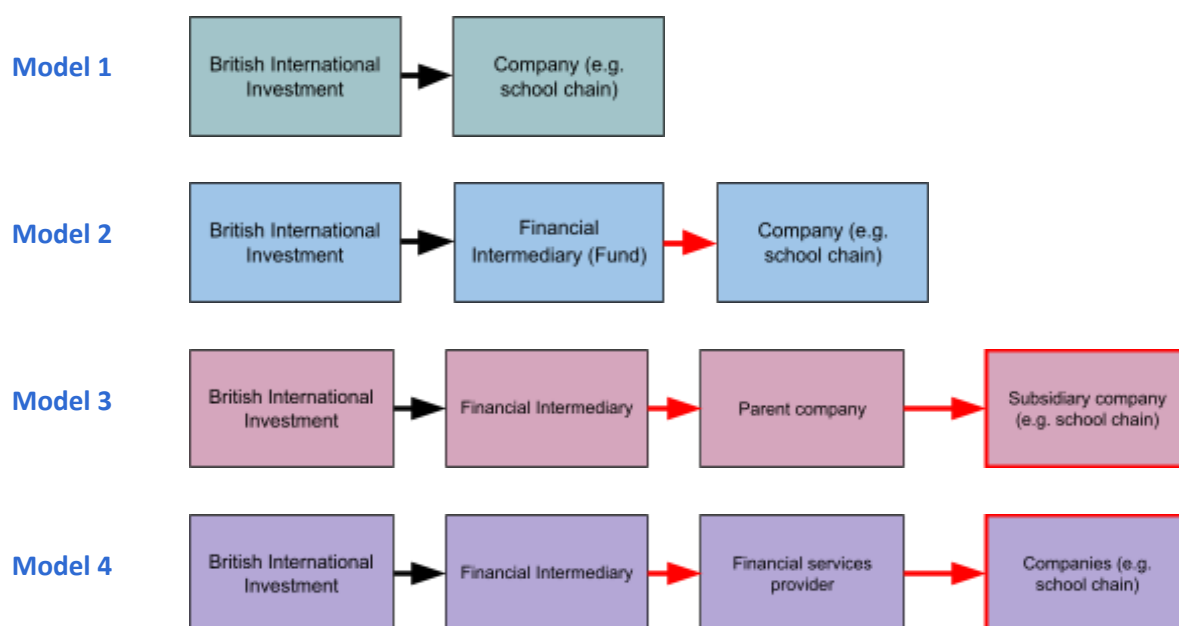 Model 1
British International
Investment
Company (e.g.
school chain)
Model 2
British International
Investment
Financial
Intermediary (Fund)
Company (e.g.
school chain)
Model 3
British International
Investment
Financial Intermediary
Parent company
Subsidiary company
(e.g. school chain)
Model 4
British International
Investment
Financial Intermediary
Financial services
provider
Companies (e.g.
school chain)